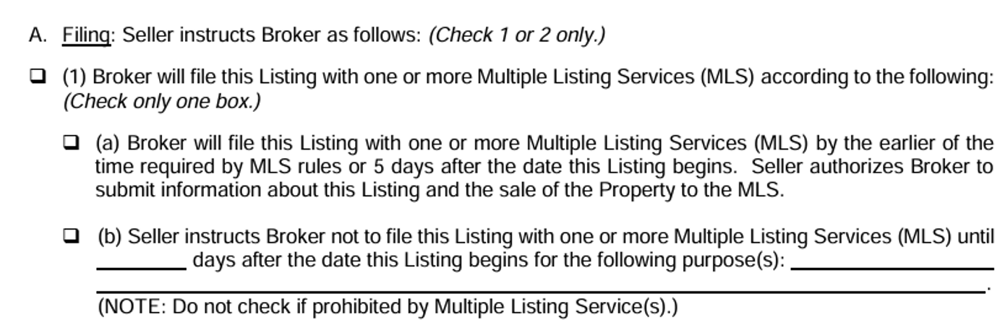 A. Filing: Seller instructs Broker as follows: (Check 1 or 2 only.)
❑ (1) Broker will file this Listing with one or more Multiple Listing Services (MLS) according to the following:
(Check only one box.)
❑ (a) Broker will file this Listing with one or more Multiple Listing Services (MLS) by the earlier of the
time required by MLS rules or 5 days after the date this Listing begins. Seller authorizes Broker to
submit information about this Listing and the sale of the Property to the MLS.
❑ (b) Seller instructs Broker not to file this Listing with one or more Multiple Listing Services (MLS) until
________ days after the date this Listing begins for the following purpose(s): __________________
________________________________________________________________________________.
(NOTE: Do not check if prohibited by Multiple Listing Service(s).)